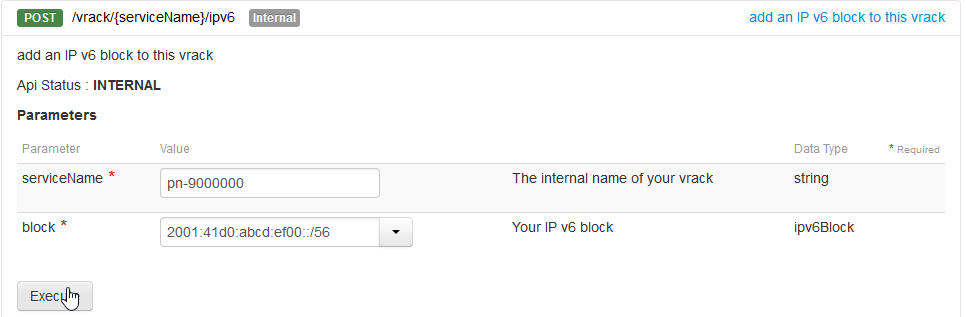 POST /vrack/{serviceName}/ipv6 Internal add an IP v6 block to this vrack
add an IP v6 block to this vrack
Api Status : INTERNAL
Parameters
Parameter Value Data Type * Required
serviceName * pn-9000000 The internal name of your vrack string
block * 2001:41d0:abcd:ef00::/56 Your IP v6 block ipv6Block